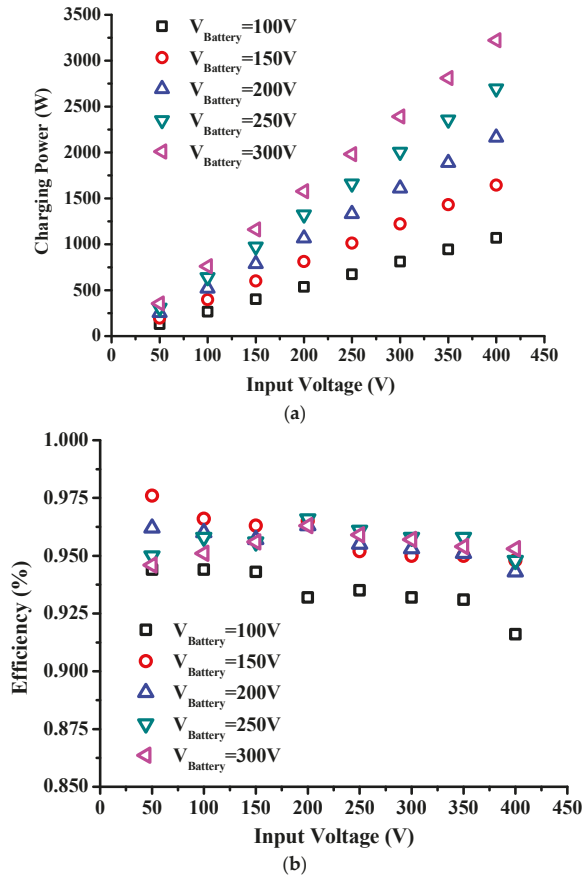 3500
3000
2500
2000
1500
1000
500
0
Charging Power (W)
V_Battery=100V
V_Battery=150V
V_Battery=200V
V_Battery=250V
V_Battery=300V
0 50 100 150 200 250 300 350 400 450
Input Voltage (V)
(a)
1.000
0.975
0.950
0.925
0.900
0.875
0.850
Efficiency (%)
V_Battery=100V
V_Battery=150V
V_Battery=200V
V_Battery=250V
V_Battery=300V
0 50 100 150 200 250 300 350 400 450
Input Voltage (V)
(b)